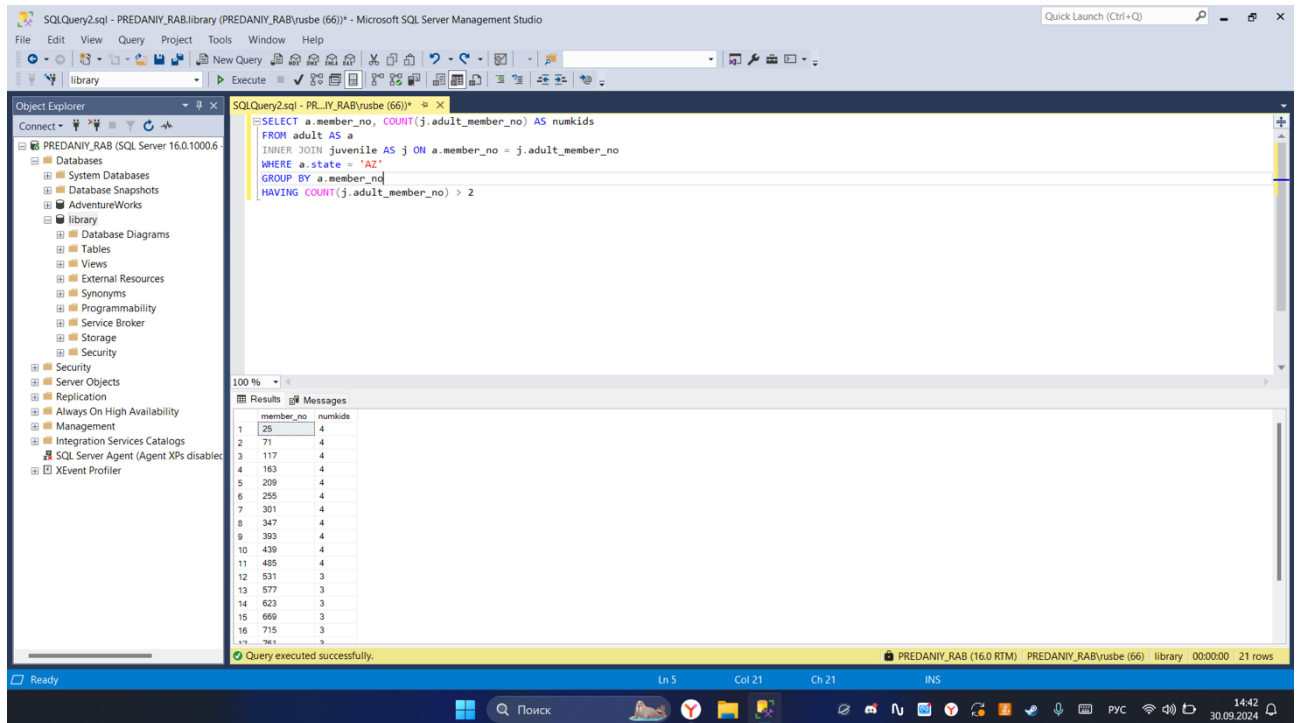 SQLQuery2.sql - PREDANIY_RAB.library (PREDANIY_RAB\rusbe (66))* - Microsoft SQL Server Management Studio
Quick Launch (Ctrl+Q)
File Edit View Query Project Tools Window Help
New Query
library
Execute
Object Explorer
SQLQuery2.sql - PR...IY_RAB\rusbe (66))*
Connect
PREDANIY_RAB (SQL Server 16.0.1000.6 -
Databases
System Databases
Database Snapshots
AdventureWorks
library
Database Diagrams
Tables
Views
External Resources
Synonyms
Programmability
Service Broker
Storage
Security
Security
Server Objects
Replication
Always On High Availability
Management
Integration Services Catalogs
SQL Server Agent (Agent XPs disabled
XEvent Profiler
SELECT a.member_no, COUNT(j.adult_member_no) AS numkids
FROM adult AS a
INNER JOIN juvenile AS j ON a.member_no = j.adult_member_no
WHERE a.state = 'AZ'
GROUP BY a.member_no
HAVING COUNT(j.adult_member_no) > 2
100 %
Results Messages
member_no numkids
1 25 4
2 71 4
3 117 4
4 163 4
5 209 4
6 255 4
7 301 4
8 347 4
9 393 4
10 439 4
11 485 4
12 531 3
13 577 3
14 623 3
15 669 3
16 715 3
17 761 3
Query executed successfully.
PREDANIY_RAB (16.0 RTM) PREDANIY_RAB\rusbe (66) library 00:00:00 21 rows
Ready
Ln 5 Col 21 Ch 21 INS
Поиск
РУС
14:42
30.09.2024